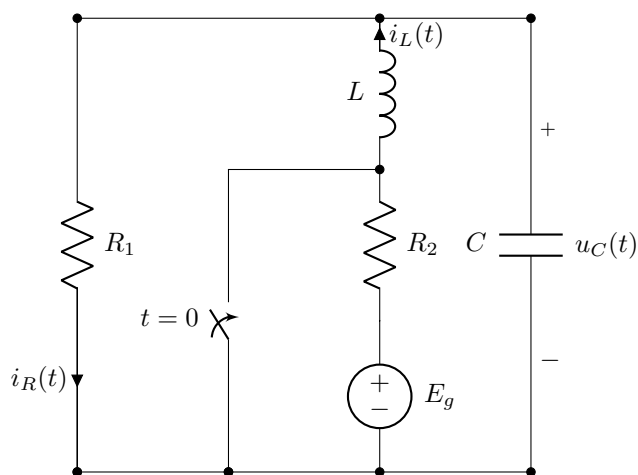 i_L(t)
L
+
R_1
R_2
C
u_C(t)
t = 0
i_R(t)
−
+
−
E_g